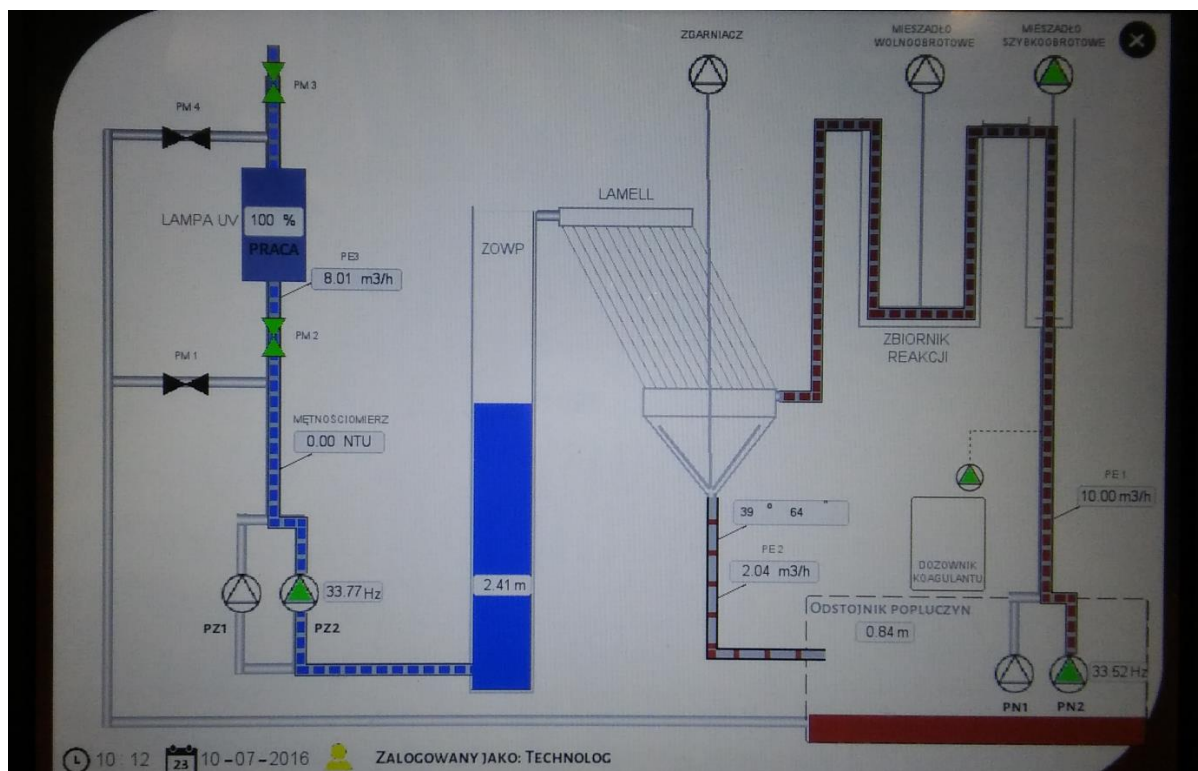 ZGARNIACZ
MIESZADŁO
WOLNOOBROTOWE
MIESZADŁO
SZYBKOOBROTOWE
PM 3
PM 4
LAMELL
LAMPA UV
100 %
PRACA
ZOWP
PE3
8.01 m3/h
PM 2
PM 1
ZBIORNIK
REAKCJI
MĘTNOŚCIOMIERZ
0.00 NTU
PE 1
10.00 m3/h
39 ° 64 "
PE 2
2.04 m3/h
DOZOWNIK
KOAGULANTU
2.41 m
33.77 Hz
PZ1
PZ2
ODSTOJNIK POPLUCZYN
0.84 m
33.52 Hz
PN1
PN2
10:12
23
10-07-2016
ZALOGOWANY JAKO: TECHNOLOG